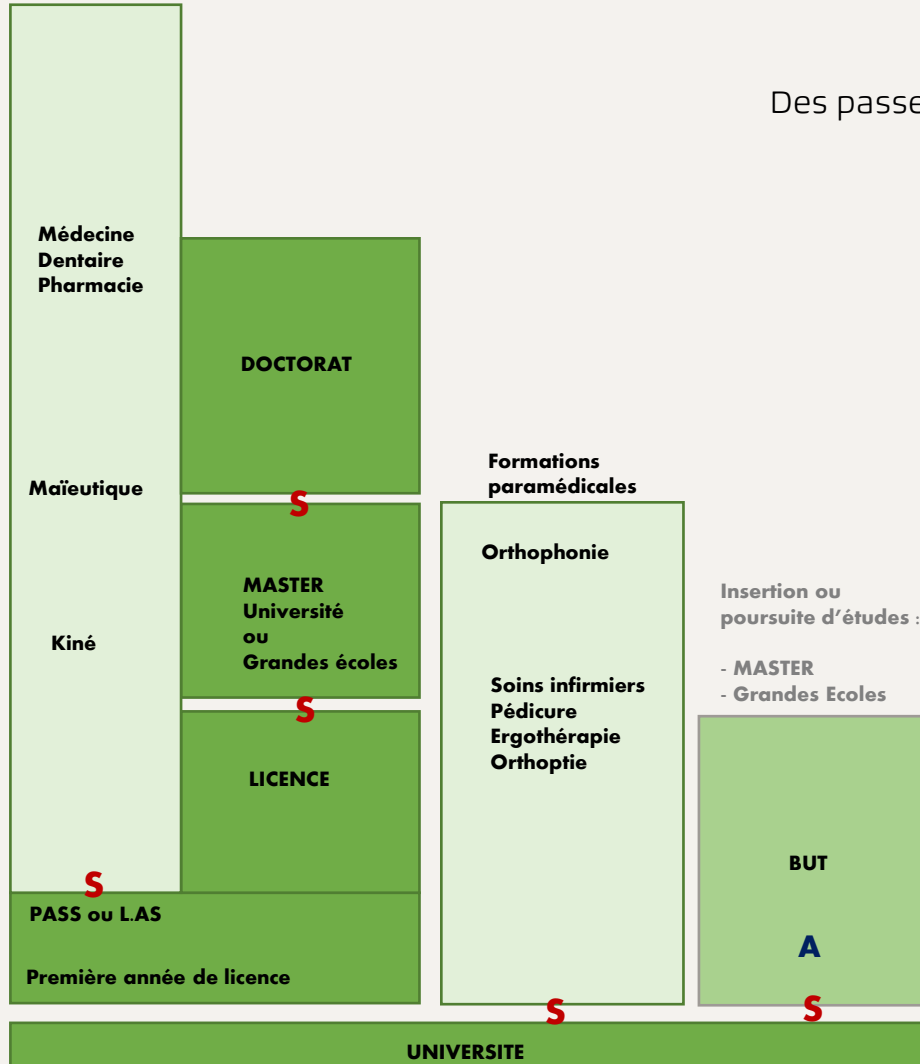 Des passe
Médecine
Dentaire
Pharmacie
DOCTORAT
Maïeutique
S
Formations
paramédicales
Orthophonie
MASTER
Université
ou
Grandes écoles
Kiné
Insertion ou
poursuite d'études :
- MASTER
- Grandes Ecoles
Soins infirmiers
Pédicure
Ergothérapie
Orthoptie
S
LICENCE
BUT
S
PASS ou L.AS
Première année de licence
A
S
S
UNIVERSITE